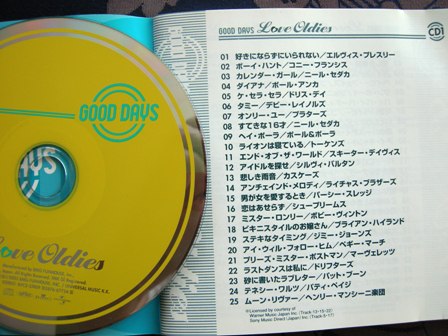 GOOD DAYS Love Oldies
CD1
01 好きにならずにいられない／エルヴィス・プレスリー
02 ボーイ・ハント／コニー・フランシス
03 カレンダー・ガール／ニール・セダカ
04 ダイアナ／ポール・アンカ
05 ケ・セラ・セラ／ドリス・デイ
06 タミー／デビー・レイノルズ
07 オンリー・ユー／プラターズ
08 すてきな16才／ニール・セダカ
09 ヘイ・ポーラ／ポール&ポーラ
10 ライオンは寝ている／トーケンズ
11 エンド・オブ・ザ・ワールド／スキーター・デイヴィス
12 アイドルを探せ／シルヴィ・バルタン
13 悲しき雨音／カスケーズ
14 アンチェインド・メロディ／ライチャス・ブラザーズ
15 男が女を愛するとき／パーシー・スレッジ
16 恋はあせらず／シュープリームス
17 ミスター・ロンリー／ボビー・ヴィントン
18 ビキニスタイルのお嬢さん／ブライアン・ハイランド
19 ステキなタイミング／ジミー・ジョーンズ
20 アイ・ウィル・フォロー・ヒム／ペギー・マーチ
21 プリーズ・ミスター・ポストマン／マーヴェレッツ
22 ラストダンスは私に／ドリフターズ
23 砂に書いたラブレター／パット・ブーン
24 テネシー・ワルツ／パティ・ペイジ
25 ムーン・リヴァー／ヘンリー・マンシーニ楽団
Licensed by courtesy of
Warner Music Japan Inc. (Track-13・15・22)
Sony Music Direct (Japan) Inc. (Track-8・17)
GOOD DAYS
DAYS
Love Oldies